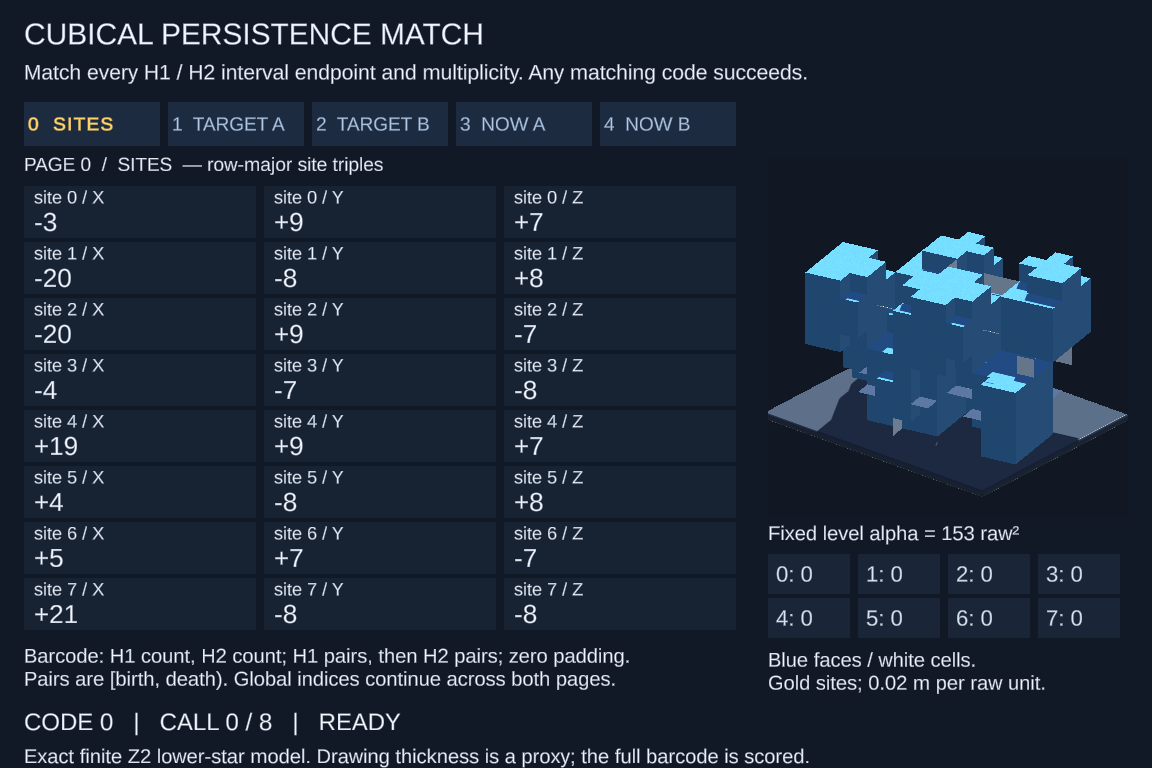 CUBICAL PERSISTENCE MATCH
Match every H1 / H2 interval endpoint and multiplicity. Any matching code succeeds.
0 SITES 1 TARGET A 2 TARGET B 3 NOW A 4 NOW B
PAGE 0 / SITES — row-major site triples
site 0 / X site 0 / Y site 0 / Z
-3 +9 +7
site 1 / X site 1 / Y site 1 / Z
-20 -8 +8
site 2 / X site 2 / Y site 2 / Z
-20 +9 -7
site 3 / X site 3 / Y site 3 / Z
-4 -7 -8
site 4 / X site 4 / Y site 4 / Z
+19 +9 +7
site 5 / X site 5 / Y site 5 / Z
+4 -8 +8
site 6 / X site 6 / Y site 6 / Z
+5 +7 -7
site 7 / X site 7 / Y site 7 / Z
+21 -8 -8
Fixed level alpha = 153 raw²
0: 0 1: 0 2: 0 3: 0
4: 0 5: 0 6: 0 7: 0
Blue faces / white cells.
Gold sites; 0.02 m per raw unit.
Barcode: H1 count, H2 count; H1 pairs, then H2 pairs; zero padding.
Pairs are [birth, death). Global indices continue across both pages.
CODE 0 | CALL 0 / 8 | READY
Exact finite Z2 lower-star model. Drawing thickness is a proxy; the full barcode is scored.